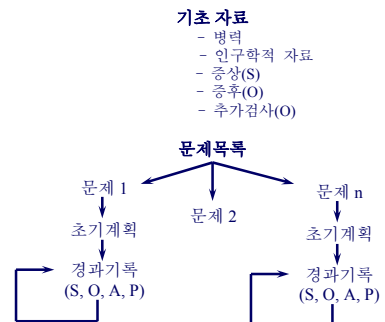 기초 자료
- 병력
- 인구학적 자료
- 증상(S)
- 증후(O)
- 추가검사(O)
문제목록
문제 1
문제 2
문제 n
초기계획
초기계획
경과기록
(S, O, A, P)
경과기록
(S, O, A, P)